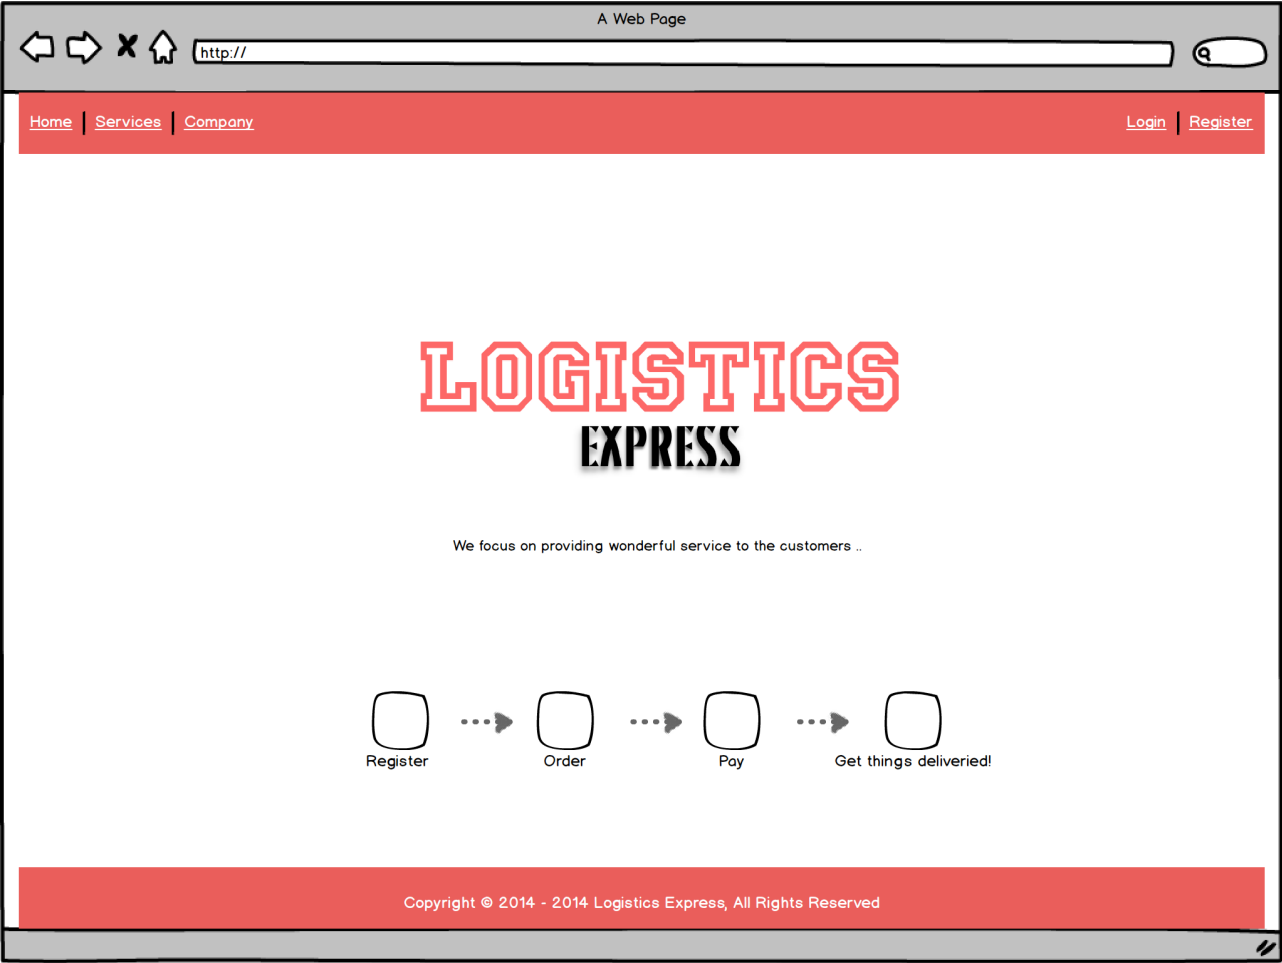 A Web Page
http://
Home Services Company Login Register
LOGISTICS
EXPRESS
We focus on providing wonderful service to the customers ..
Register Order Pay Get things deliveried!
Copyright © 2014 - 2014 Logistics Express, All Rights Reserved